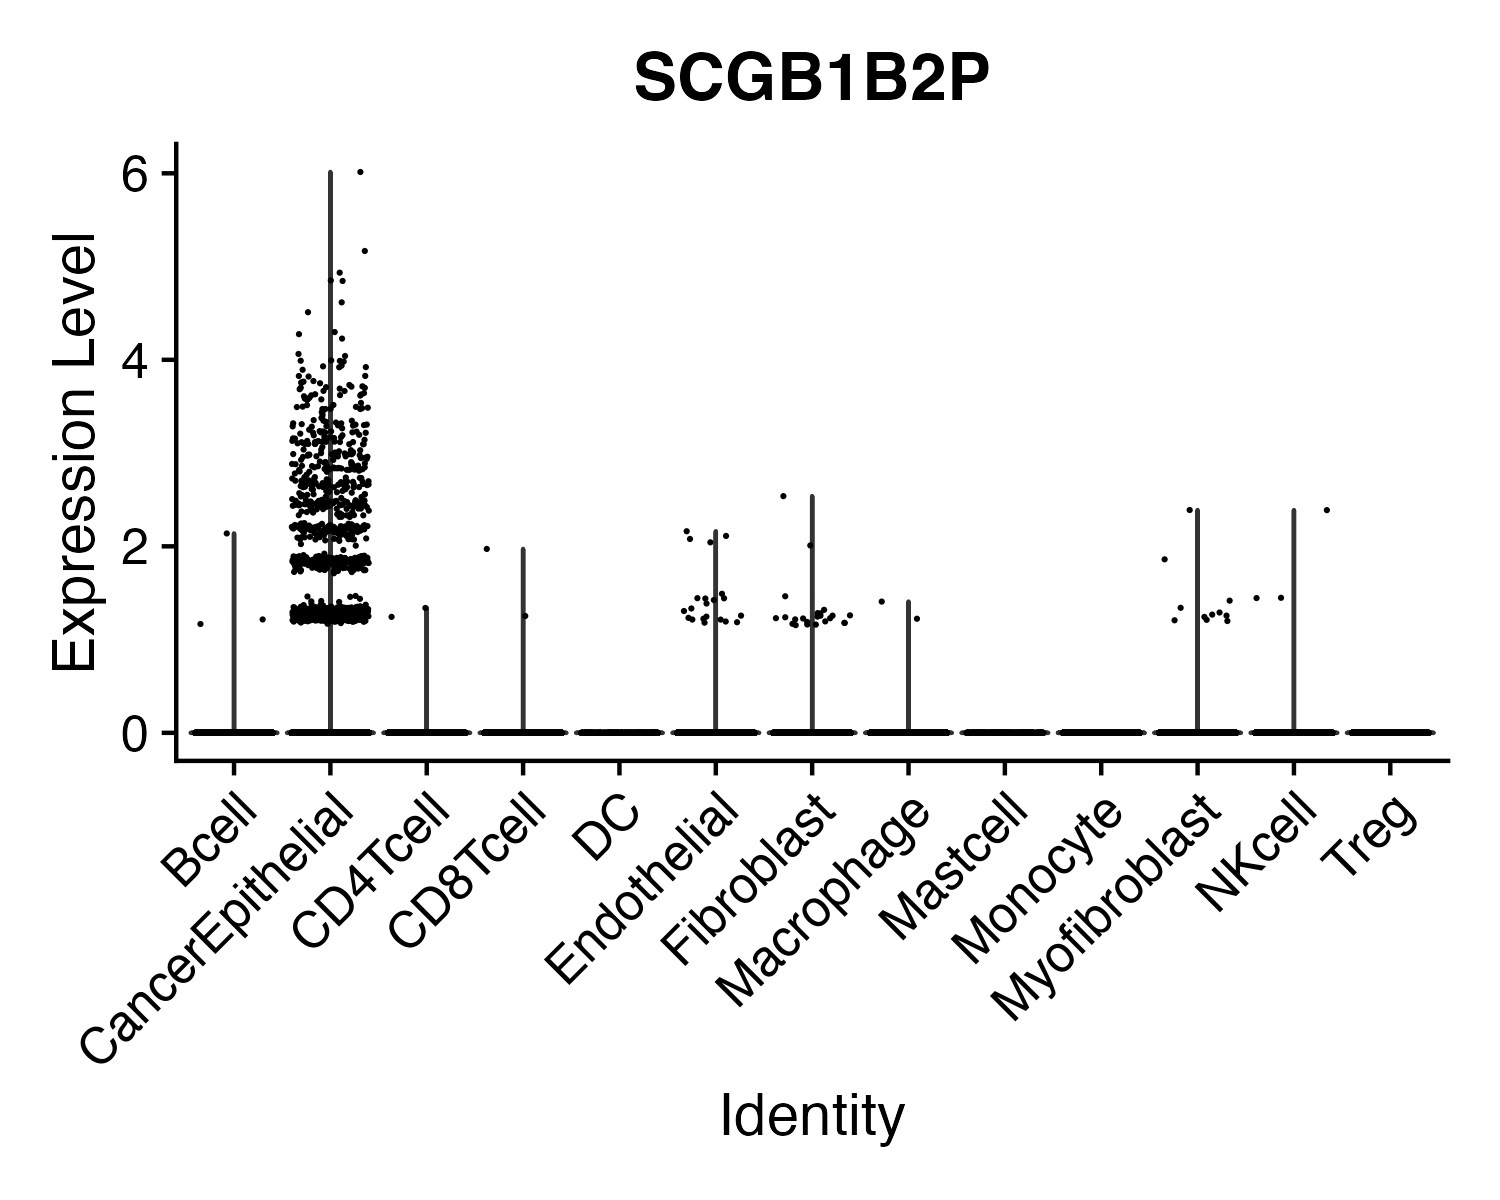 SCGB1B2P
Expression Level
6
4
2
0
Bcell
CancerEpithelial
CD4Tcell
CD8Tcell
DC
Endothelial
Fibroblast
Macrophage
Mastcell
Monocyte
Myofibroblast
NKcell
Treg
Identity